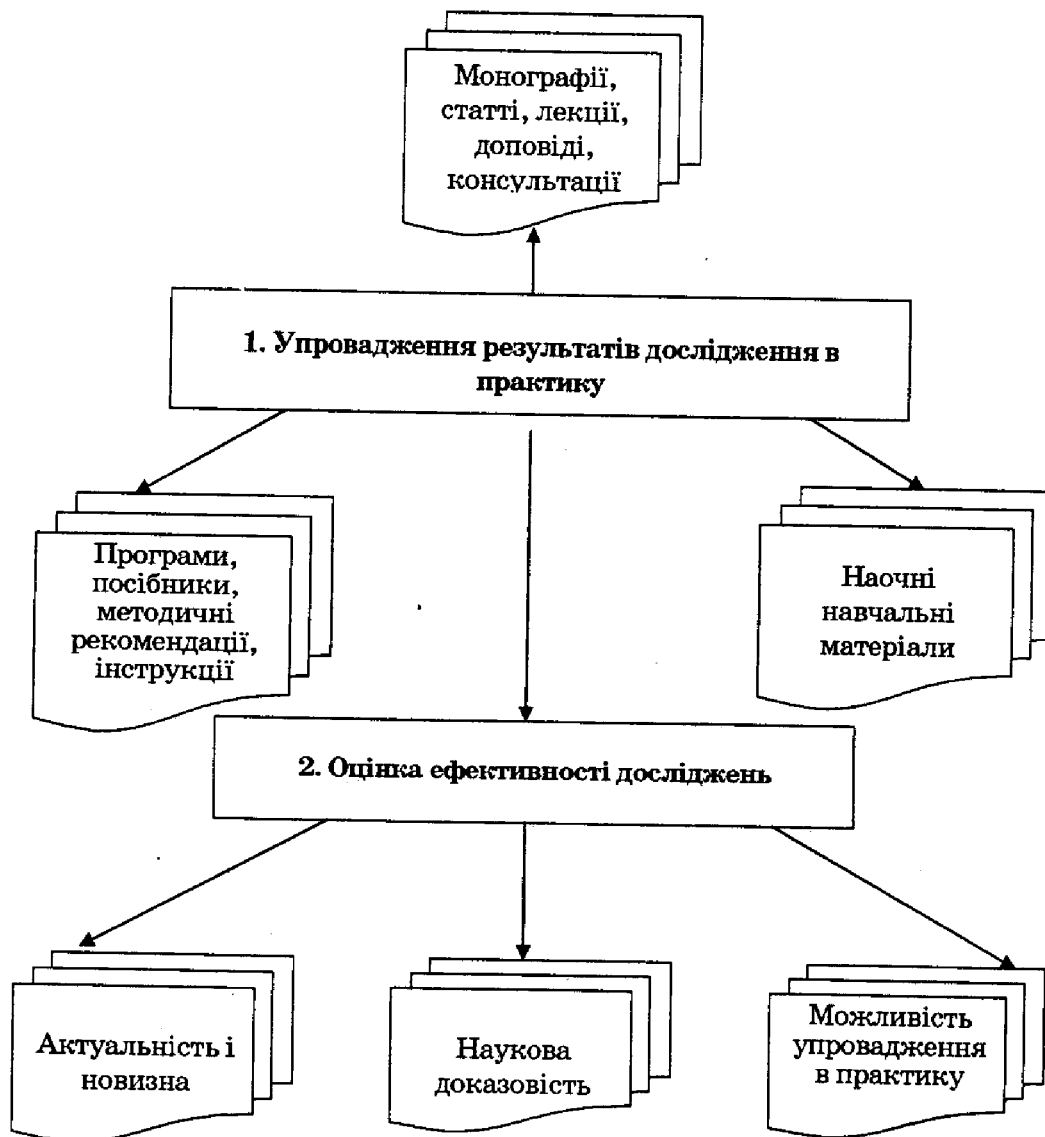 Монографії,
статті, лекції,
доповіді,
консультації
1. Упровадження результатів дослідження в
практику
Програми,
посібники,
методичні
рекомендації,
інструкції
Наочні
навчальні
матеріали
2. Оцінка ефективності досліджень
Актуальність і
новизна
Наукова
доказовість
Можливість
упровадження
в практику